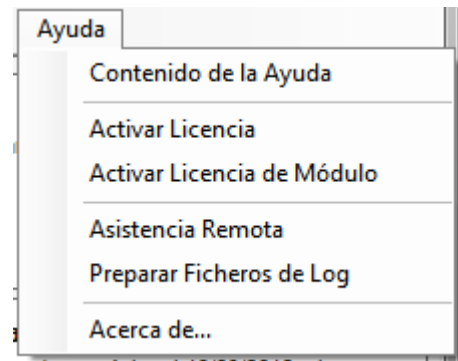 Ayuda
Contenido de la Ayuda
Activar Licencia
Activar Licencia de Módulo
Asistencia Remota
Preparar Ficheros de Log
Acerca de...